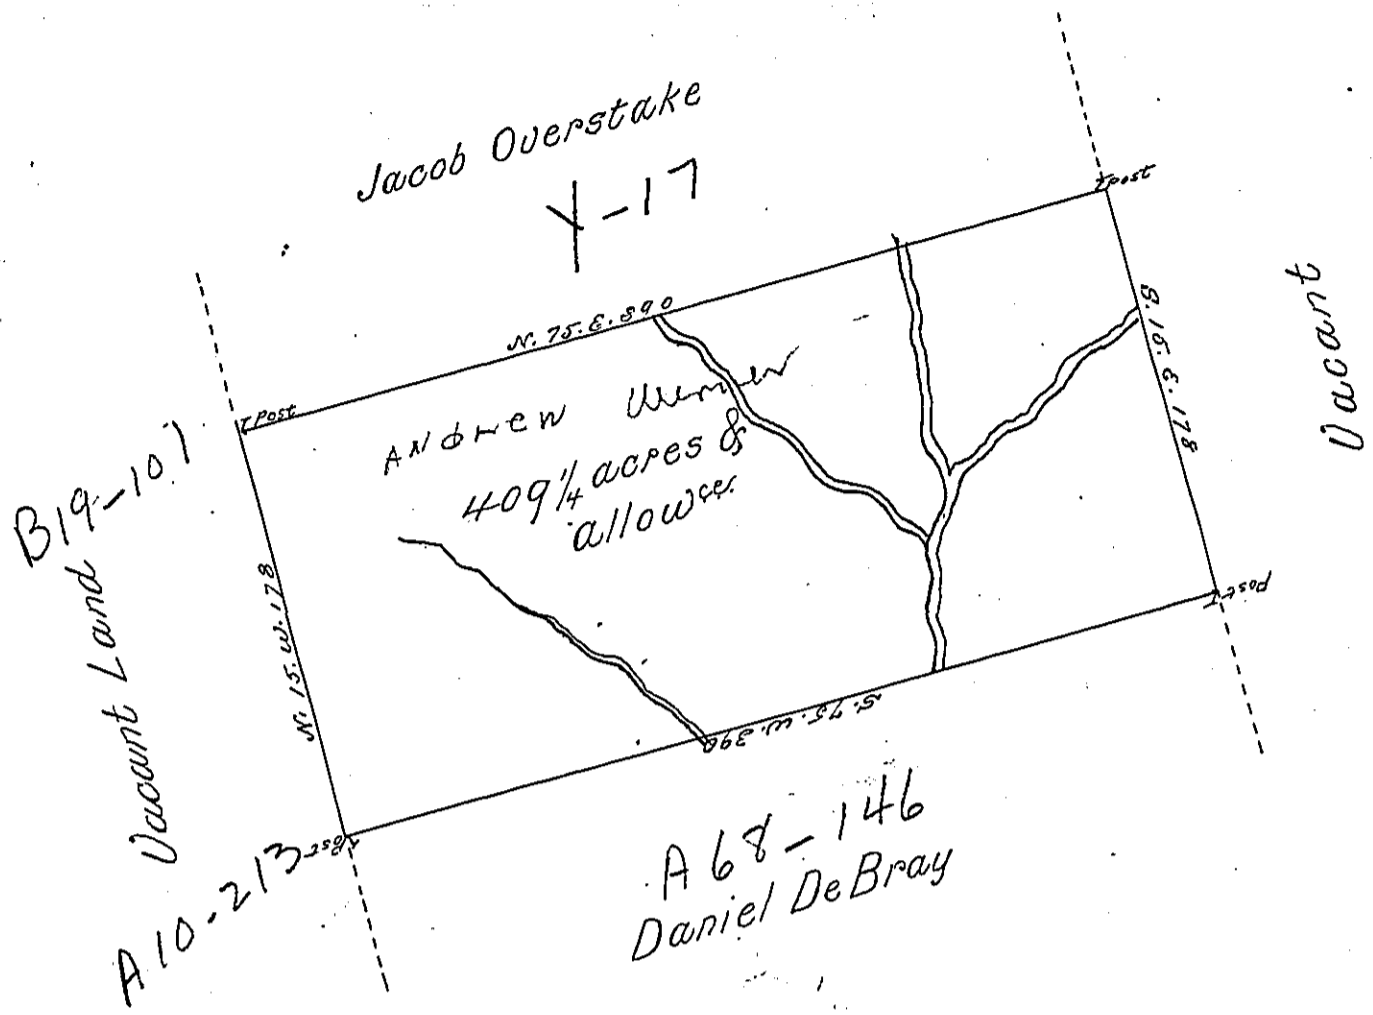 Jacob Overstake
Y-17
Post
N. 75. E. 390
Post
S. 15. E. 178
Vacant
Andrew
409¼ acres &
allowce.
B19-107
Vacant Land
N. 15. W. 178
Post
S. 75. W. 390
Post
A10-213
A68-146
Daniel DeBray